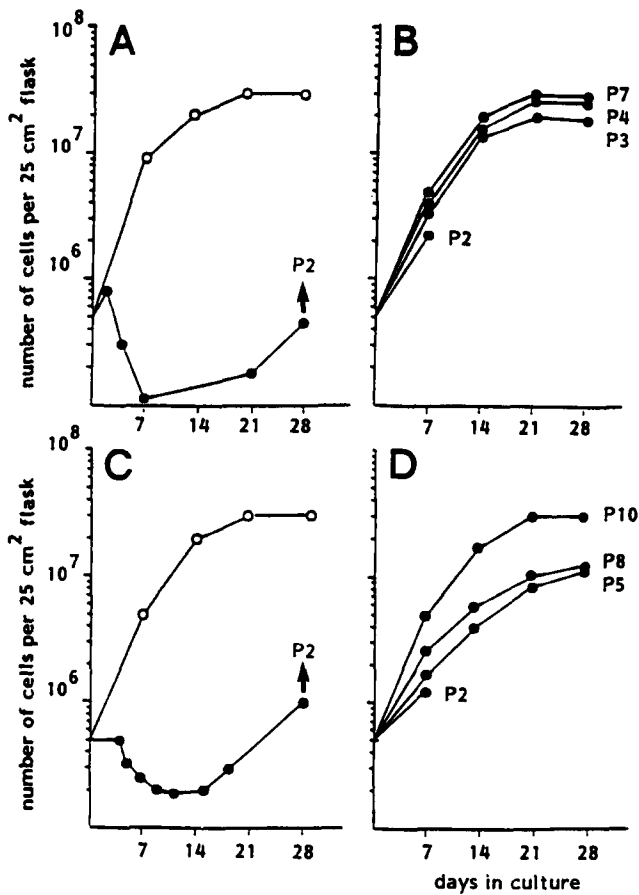 A
B
number of cells per 25 cm² flask
10⁸
10⁷
10⁶
P2
P7
P4
P3
P2
7 14 21 28
7 14 21 28
C
D
number of cells per 25 cm² flask
10⁸
10⁷
10⁶
P2
P10
P8
P5
P2
7 14 21 28
7 14 21 28
days in culture